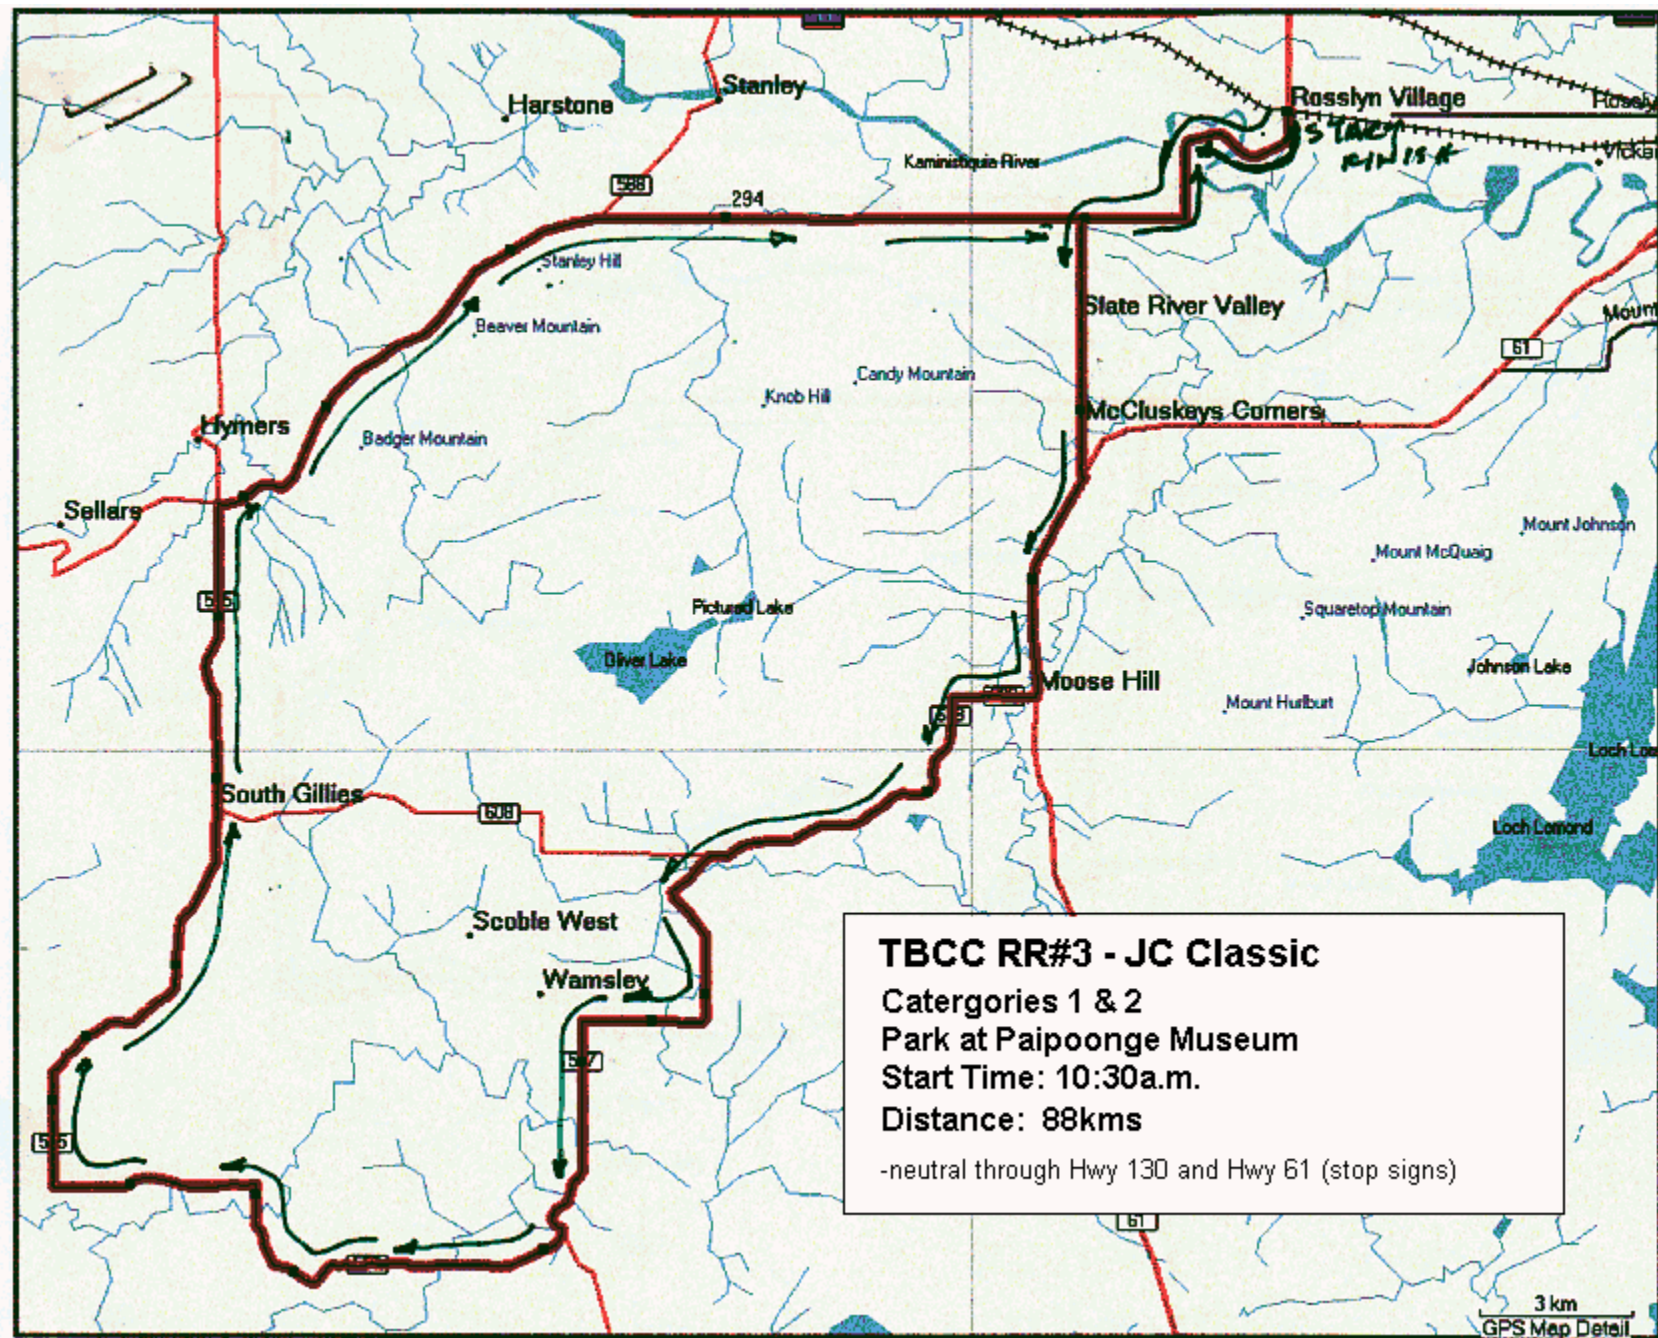 Stanley
Harstone
Rosslyn Village
START
FINISH
Kaministiquia River
588
294
Stanley Hill
Slate River Valley
Beaver Mountain
61
Candy Mountain
Knob Hill
McCluskeys Corners
Hymers
Badger Mountain
Sellars
Mount Johnson
Mount McQuaig
Pictured Lake
Squaretop Mountain
Oliver Lake
Johnson Lake
Moose Hill
Mount Hurlburt
South Gillies
608
Loch Lomond
Scoble West
Wamsley
TBCC RR#3 - JC Classic
Catergories 1 & 2
Park at Paipoonge Museum
Start Time: 10:30a.m.
Distance: 88kms
-neutral through Hwy 130 and Hwy 61 (stop signs)
61
3 km
GPS Map Detail